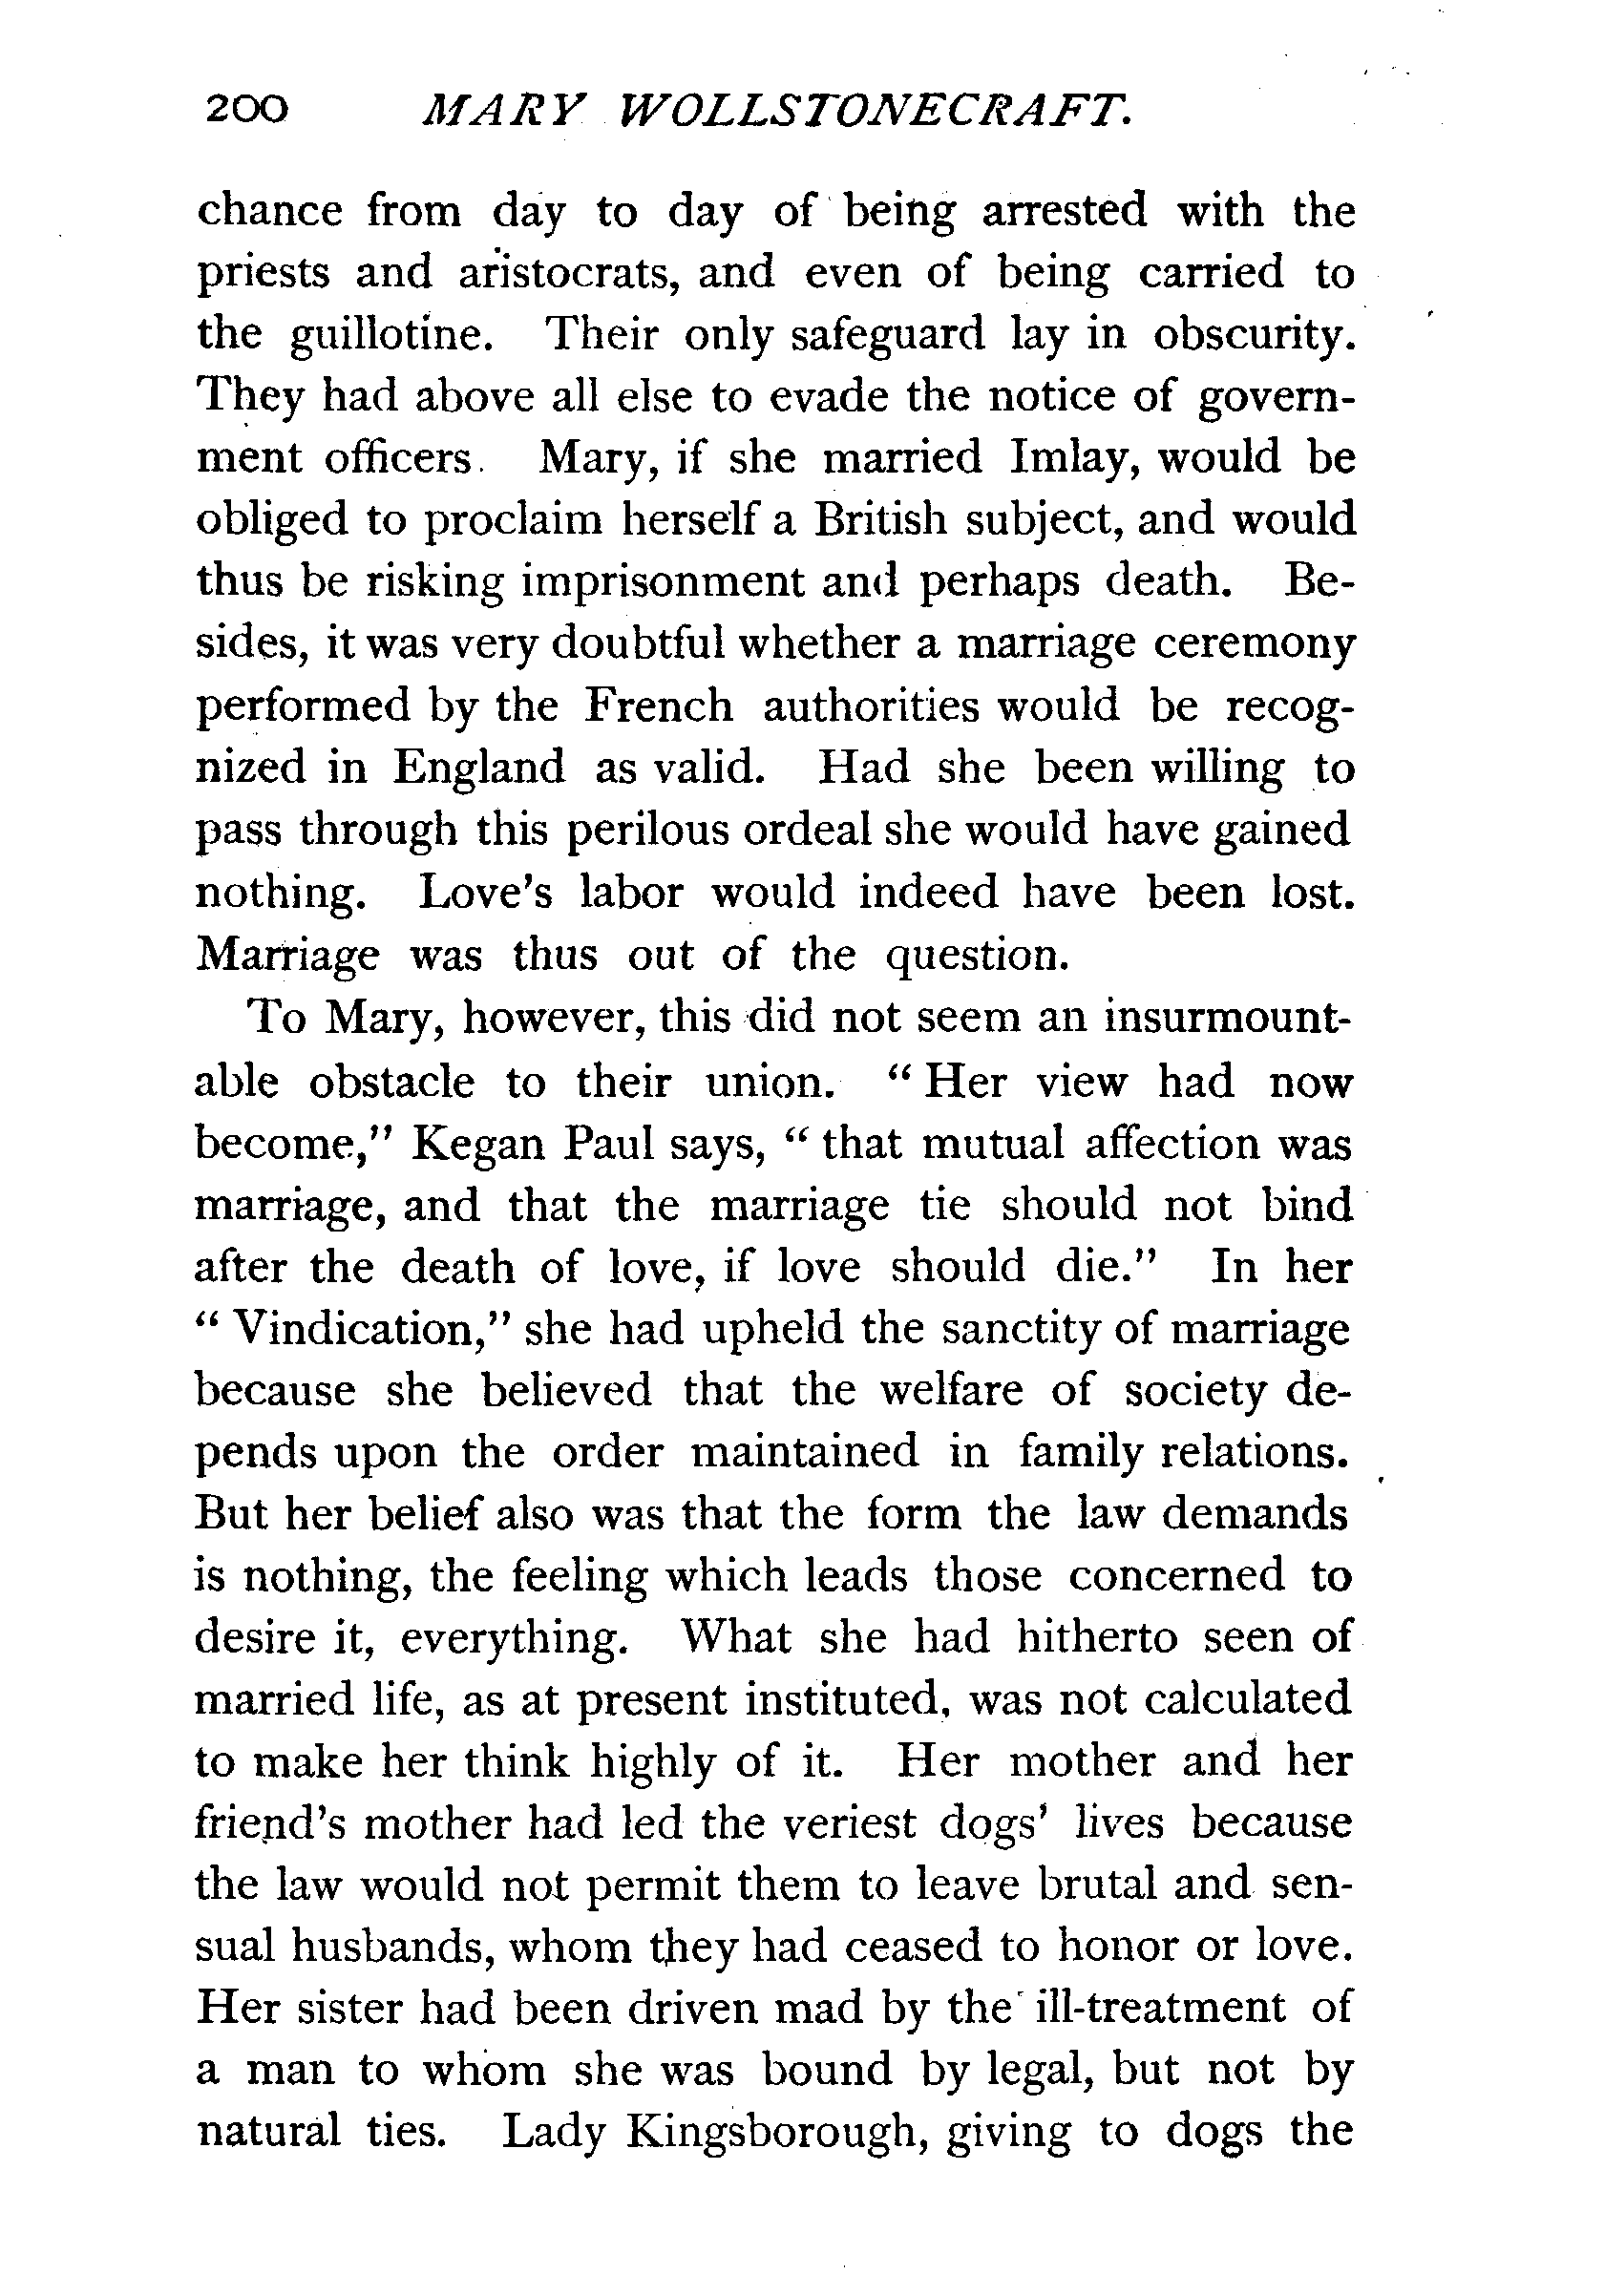 200 MARY WOLLSTONECRAFT.
chance from day to day of being arrested with the
priests and aristocrats, and even of being carried to
the guillotine. Their only safeguard lay in obscurity.
They had above all else to evade the notice of govern-
ment officers. Mary, if she married Imlay, would be
obliged to proclaim herself a British subject, and would
thus be risking imprisonment and perhaps death. Be-
sides, it was very doubtful whether a marriage ceremony
performed by the French authorities would be recog-
nized in England as valid. Had she been willing to
pass through this perilous ordeal she would have gained
nothing. Love's labor would indeed have been lost.
Marriage was thus out of the question.
To Mary, however, this did not seem an insurmount-
able obstacle to their union. “ Her view had now
become,” Kegan Paul says, “ that mutual affection was
marriage, and that the marriage tie should not bind
after the death of love, if love should die.” In her
“ Vindication,” she had upheld the sanctity of marriage
because she believed that the welfare of society de-
pends upon the order maintained in family relations.
But her belief also was that the form the law demands
is nothing, the feeling which leads those concerned to
desire it, everything. What she had hitherto seen of
married life, as at present instituted, was not calculated
to make her think highly of it. Her mother and her
friend's mother had led the veriest dogs' lives because
the law would not permit them to leave brutal and sen-
sual husbands, whom they had ceased to honor or love.
Her sister had been driven mad by the ill-treatment of
a man to whom she was bound by legal, but not by
natural ties. Lady Kingsborough, giving to dogs the